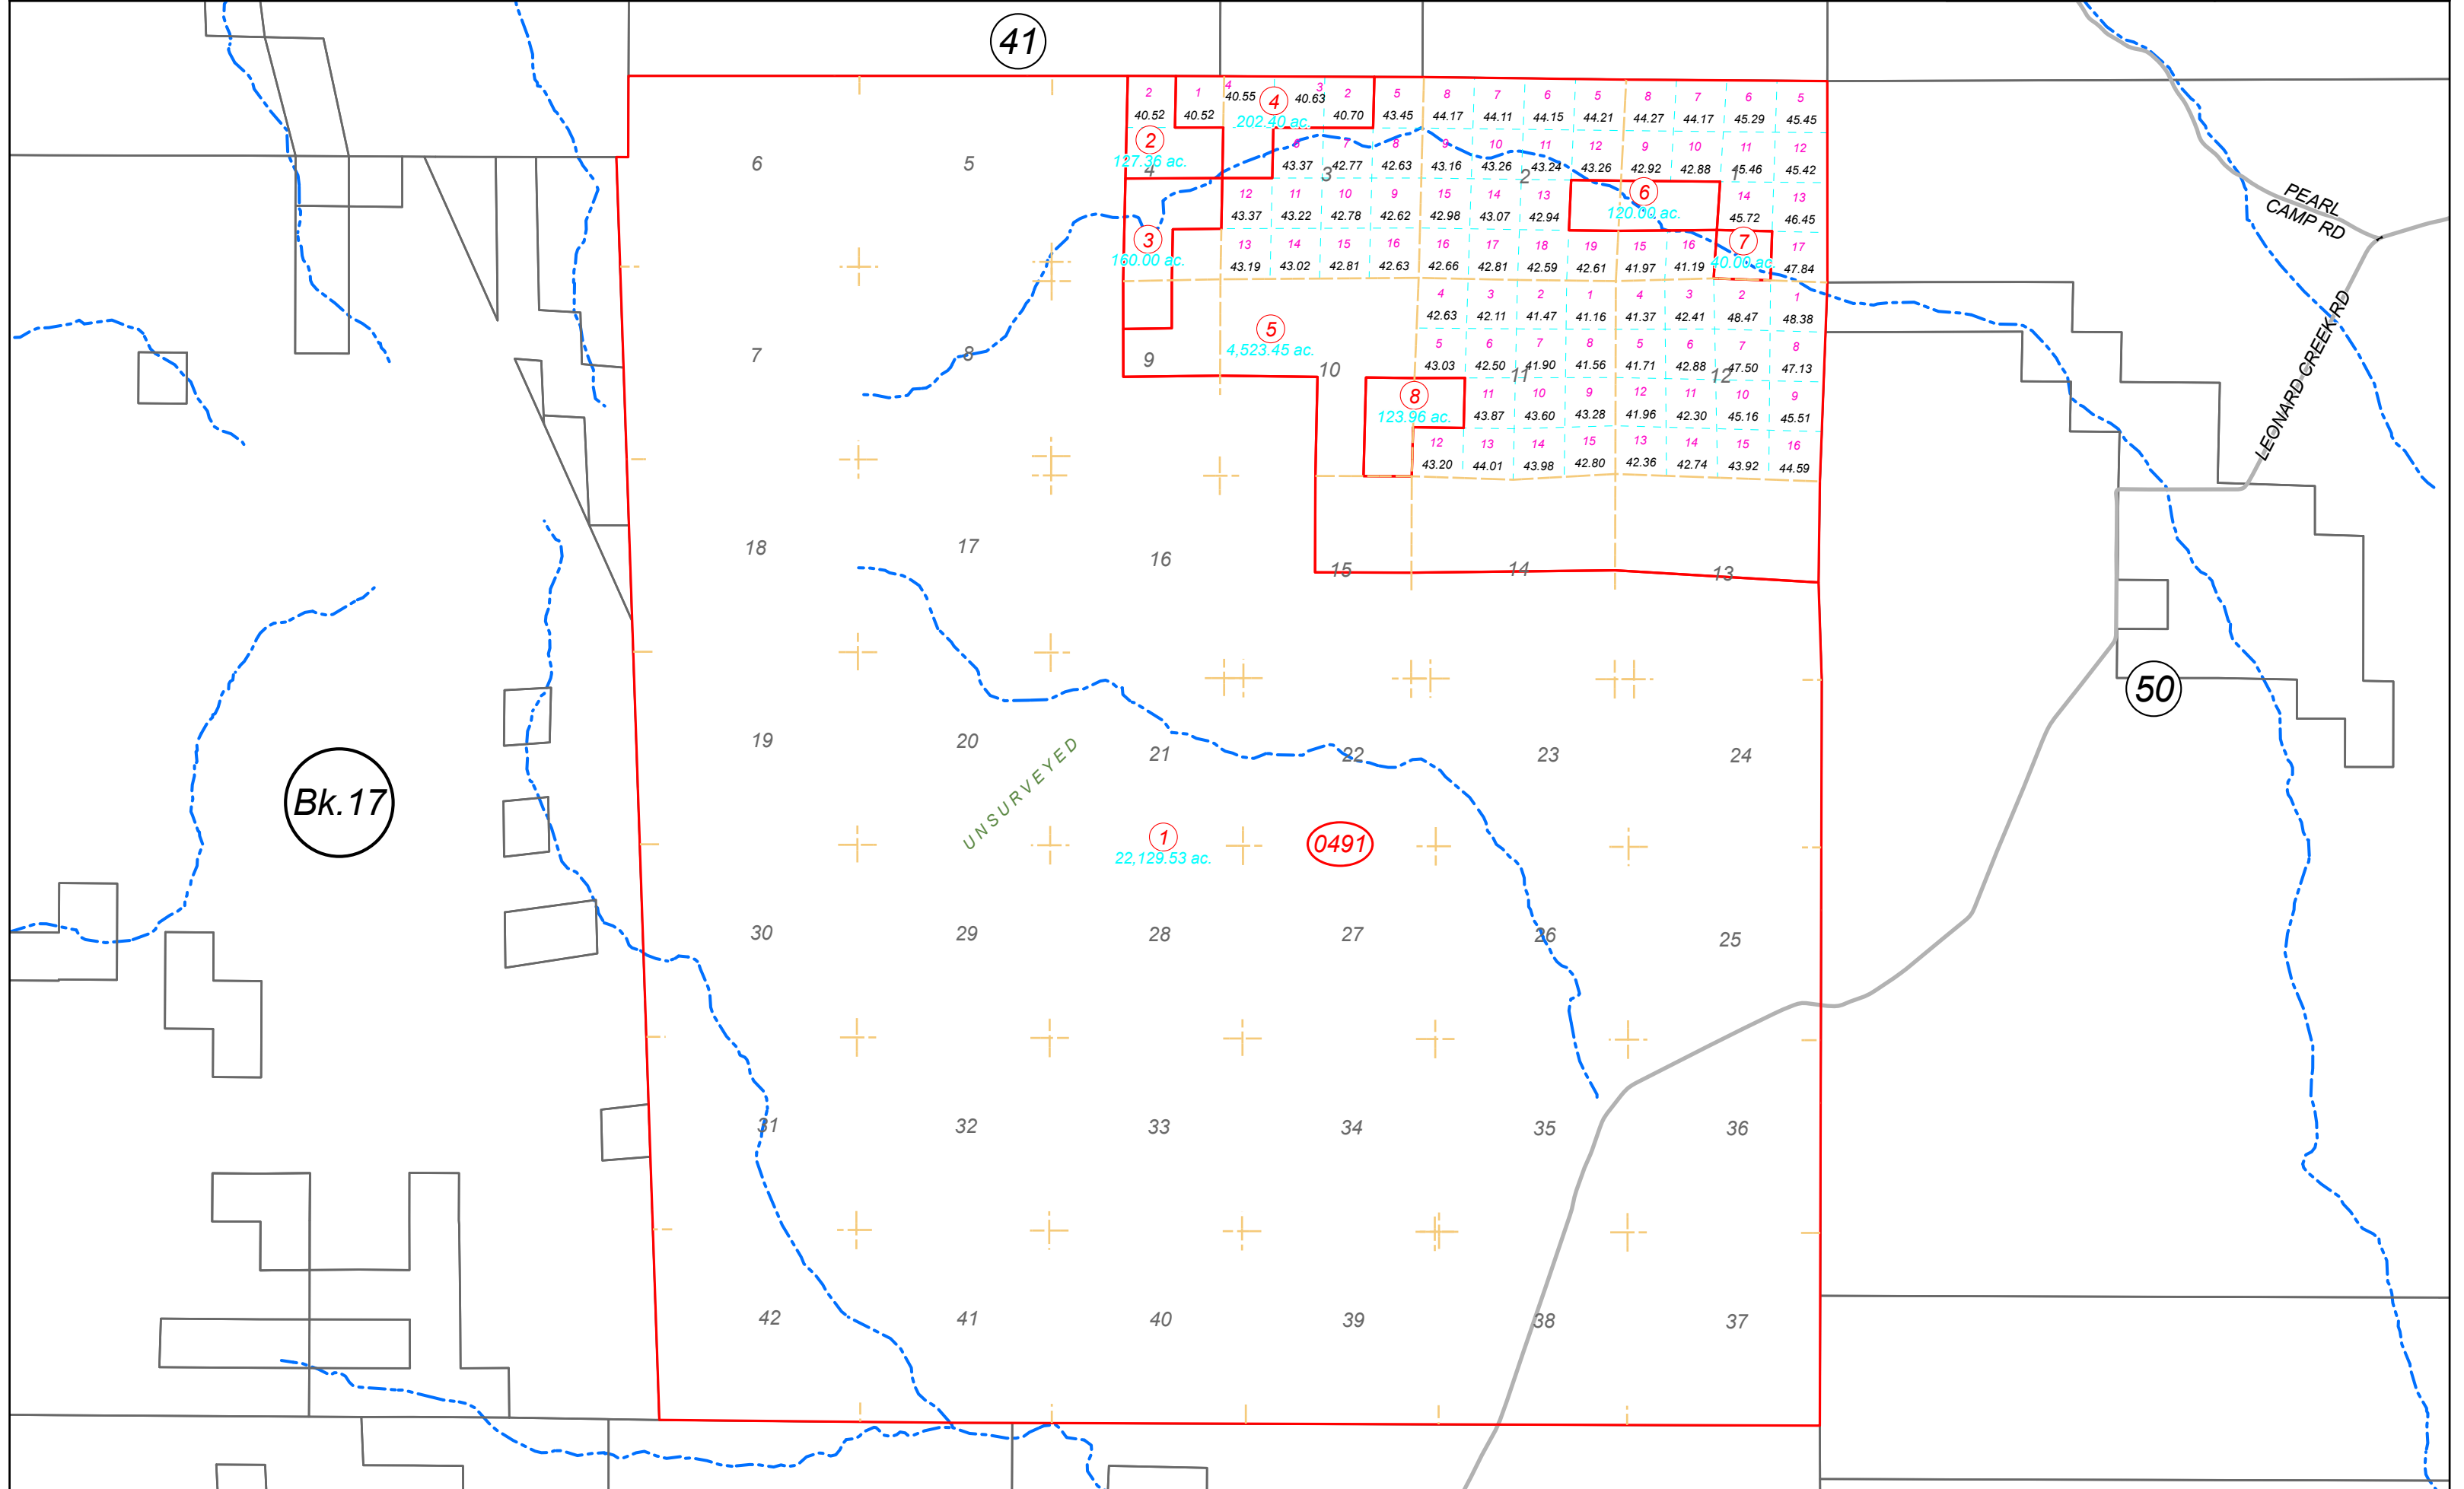 41
2 1 4 3 2 5 8 7 6 5 8 7 6 5
40.52 40.52 40.55 4 40.63 40.70 43.45 44.17 44.11 44.15 44.21 44.27 44.17 45.29 45.45
202.40 ac.
2 6 7 8 9 10 11 12 9 10 11 12
127.36 ac. 43.37 42.77 42.63 43.16 43.26 43.24 43.26 42.92 42.88 45.46 45.42
6 5 4 3 2 1
12 11 10 9 15 14 13 6 14 13
43.37 43.22 42.78 42.62 42.98 43.07 42.94 120.00 ac. 45.72 46.45
PEARL
CAMP RD
3 13 14 15 16 16 17 18 19 15 16 7 17
160.00 ac. 43.19 43.02 42.81 42.63 42.66 42.81 42.59 42.61 41.97 41.19 40.00 ac. 47.84
4 3 2 1 4 3 2 1
42.63 42.11 41.47 41.16 41.37 42.41 48.47 48.38
5
4,523.45 ac.
5 6 7 8 5 6 7 8
43.03 42.50 41.90 41.56 41.71 42.88 47.50 47.13
7 8 9 10 11 12
LEONARD CREEK RD
8 11 10 9 12 11 10 9
123.96 ac. 43.87 43.60 43.28 41.96 42.30 45.16 45.51
12 13 14 15 13 14 15 16
43.20 44.01 43.98 42.80 42.36 42.74 43.92 44.59
18 17 16 15 14 13
50
19 20 21 22 23 24
UNSURVEYED
Bk.17
1 0491
22,129.53 ac.
30 29 28 27 26 25
31 32 33 34 35 36
42 41 40 39 38 37